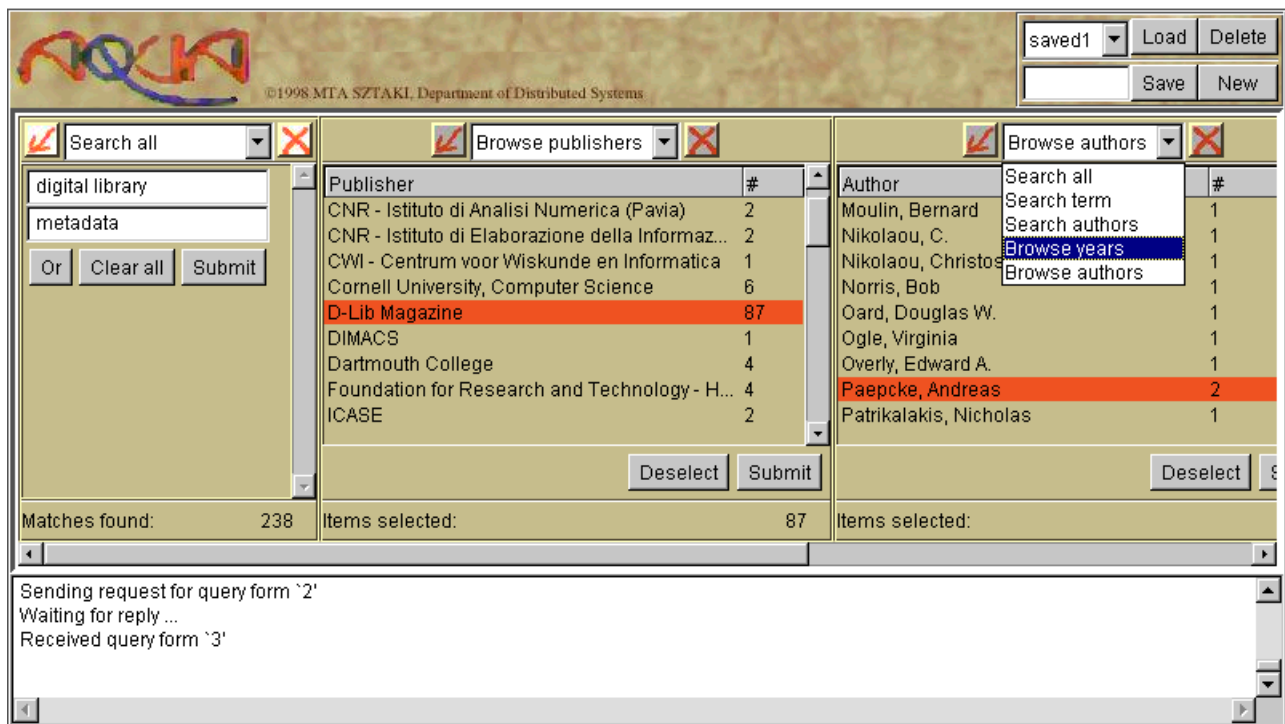 AQUA
©1998 MTA SZTAKI, Department of Distributed Systems
saved1 Load Delete
Save New
Search all
digital library
metadata
Or Clear all Submit
Matches found: 238
Browse publishers
Publisher #
CNR - Istituto di Analisi Numerica (Pavia) 2
CNR - Istituto di Elaborazione della Informaz... 2
CWI - Centrum voor Wiskunde en Informatica 1
Cornell University, Computer Science 6
D-Lib Magazine 87
DIMACS 1
Dartmouth College 4
Foundation for Research and Technology - H... 4
ICASE 2
Deselect Submit
Items selected: 87
Browse authors
Search all
Search term
Search authors
Browse years
Browse authors
Author #
Moulin, Bernard 1
Nikolaou, C. 1
Nikolaou, Christos 1
Norris, Bob 1
Oard, Douglas W. 1
Ogle, Virginia 1
Overly, Edward A. 1
Paepcke, Andreas 2
Patrikalakis, Nicholas 1
Deselect S
Items selected:
Sending request for query form `2'
Waiting for reply ...
Received query form `3'